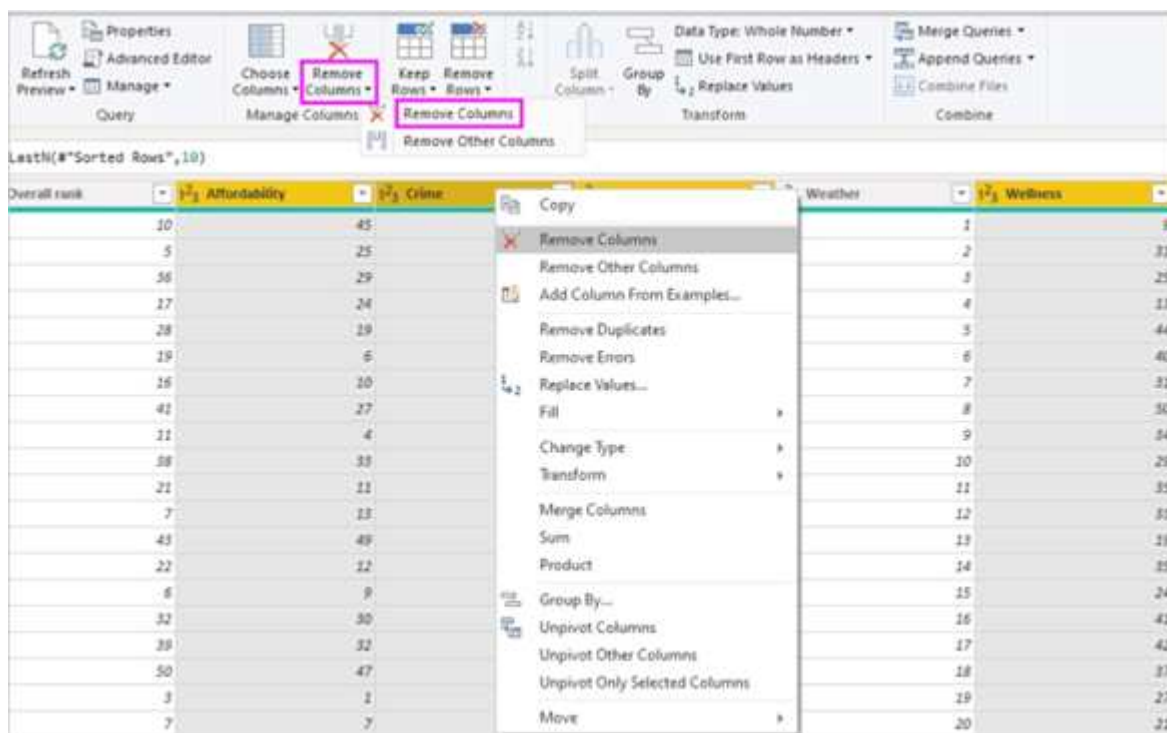 Properties
Advanced Editor
Refresh
Preview
Manage
Query
Choose
Columns
Remove
Columns
Manage Columns
Keep
Rows
Remove
Rows
Remove Columns
Remove Other Columns
Split
Column
Group
By
Data Type: Whole Number
Use First Row as Headers
Replace Values
Transform
Merge Queries
Append Queries
Combine Files
Combine
LastN(#"Sorted Rows",10)
Overall rank Affordability Crime Weather Wellness
Copy
Remove Columns
Remove Other Columns
Add Column From Examples...
Remove Duplicates
Remove Errors
Replace Values...
Fill
Change Type
Transform
Merge Columns
Sum
Product
Group By...
Unpivot Columns
Unpivot Other Columns
Unpivot Only Selected Columns
Move
10 45 1
5 25 2
36 29 3
17 24 4
28 19 5
19 6 6
16 10 7
41 27 8
11 4 9
38 33 10
21 11 11
7 13 12
43 49 13
22 12 14
6 9 15
32 30 16
39 32 17
50 47 18
3 1 19
7 7 20